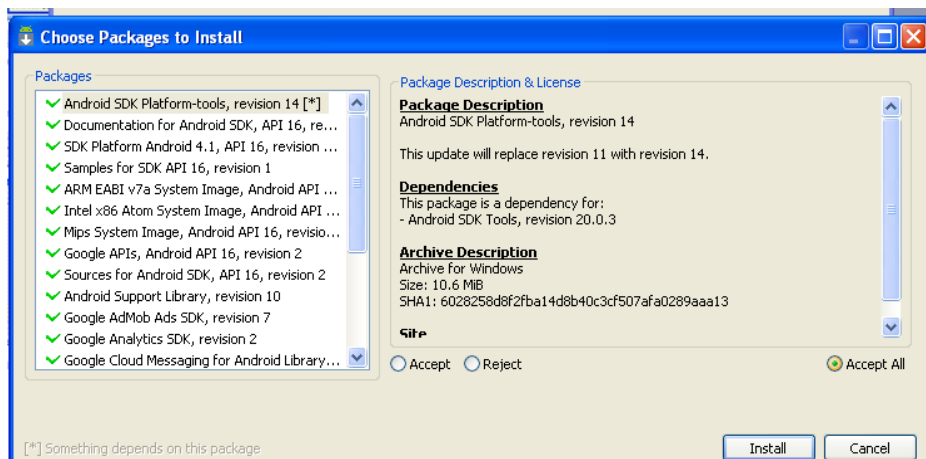 Choose Packages to Install
Packages
Android SDK Platform-tools, revision 14 [*]
Documentation for Android SDK, API 16, re...
SDK Platform Android 4.1, API 16, revision ...
Samples for SDK API 16, revision 1
ARM EABI v7a System Image, Android API ...
Intel x86 Atom System Image, Android API ...
Mips System Image, Android API 16, revisio...
Google APIs, Android API 16, revision 2
Sources for Android SDK, API 16, revision 2
Android Support Library, revision 10
Google AdMob Ads SDK, revision 7
Google Analytics SDK, revision 2
Google Cloud Messaging for Android Library...
Package Description & License
Package Description
Android SDK Platform-tools, revision 14
This update will replace revision 11 with revision 14.
Dependencies
This package is a dependency for:
- Android SDK Tools, revision 20.0.3
Archive Description
Archive for Windows
Size: 10.6 MiB
SHA1: 6028258d8f2fba14d8b40c3cf507afa0289aaa13
Site
Accept Reject Accept All
[*] Something depends on this package
Install Cancel